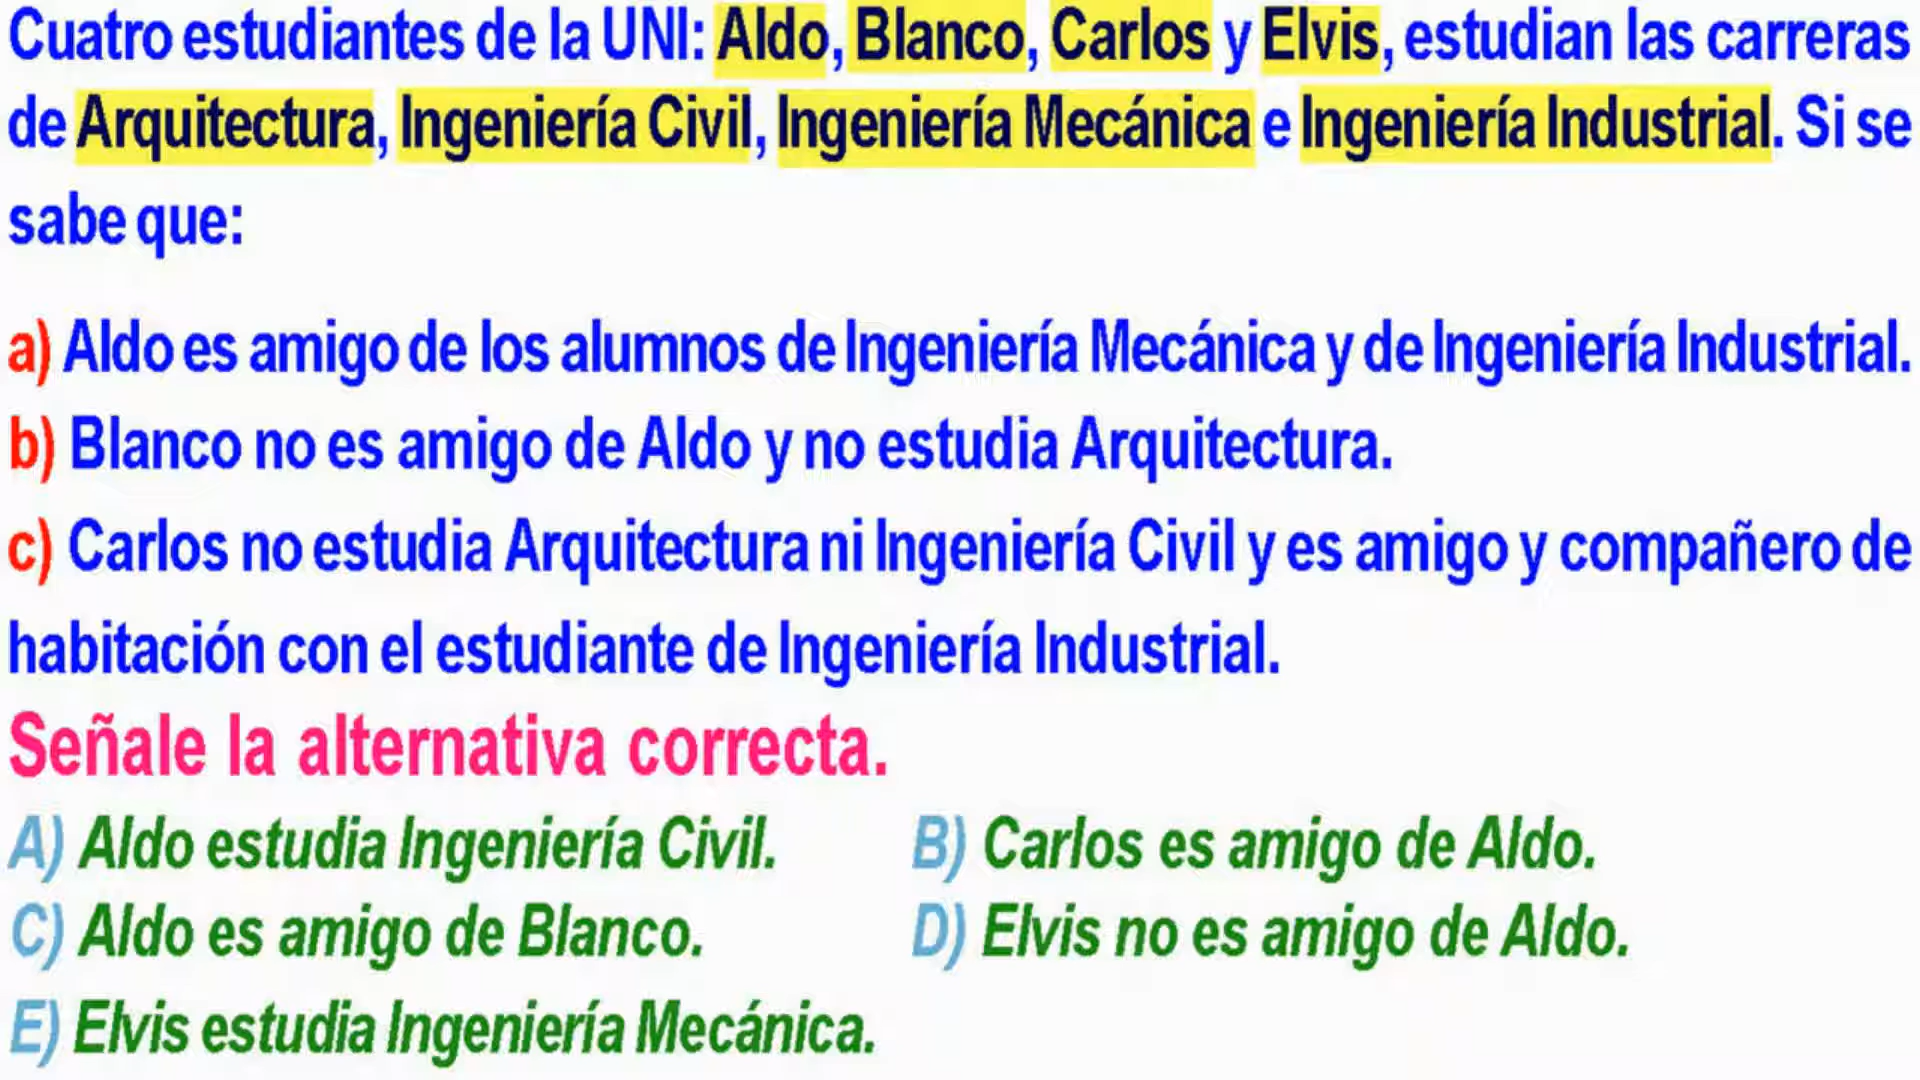 Cuatro estudiantes de la UNI: Aldo, Blanco, Carlos y Elvis, estudian las carreras
de Arquitectura, Ingeniería Civil, Ingeniería Mecánica e Ingeniería Industrial. Si se
sabe que:
a) Aldo es amigo de los alumnos de Ingeniería Mecánica y de Ingeniería Industrial.
b) Blanco no es amigo de Aldo y no estudia Arquitectura.
c) Carlos no estudia Arquitectura ni Ingeniería Civil y es amigo y compañero de
habitación con el estudiante de Ingeniería Industrial.
Señale la alternativa correcta.
A) Aldo estudia Ingeniería Civil. B) Carlos es amigo de Aldo.
C) Aldo es amigo de Blanco. D) Elvis no es amigo de Aldo.
E) Elvis estudia Ingeniería Mecánica.